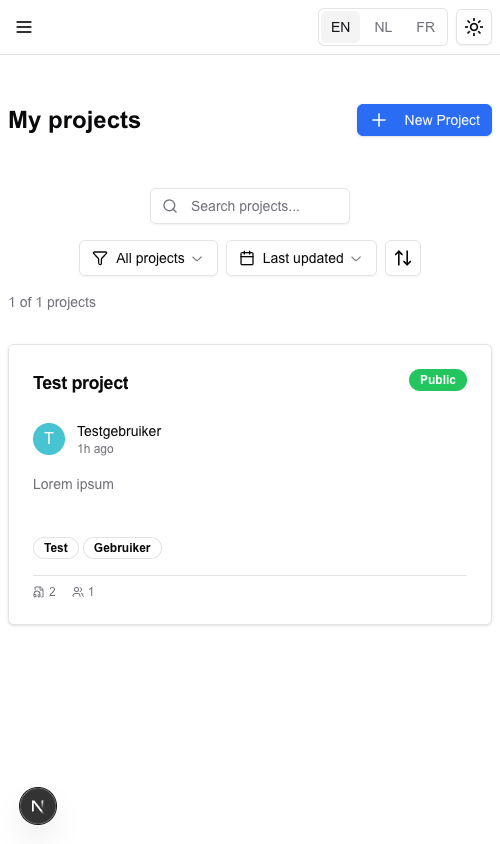 EN NL FR
My projects
New Project
Search projects...
All projects
Last updated
1 of 1 projects
Test project
Public
T
Testgebruiker
1h ago
Lorem ipsum
Test
Gebruiker
2
1
N